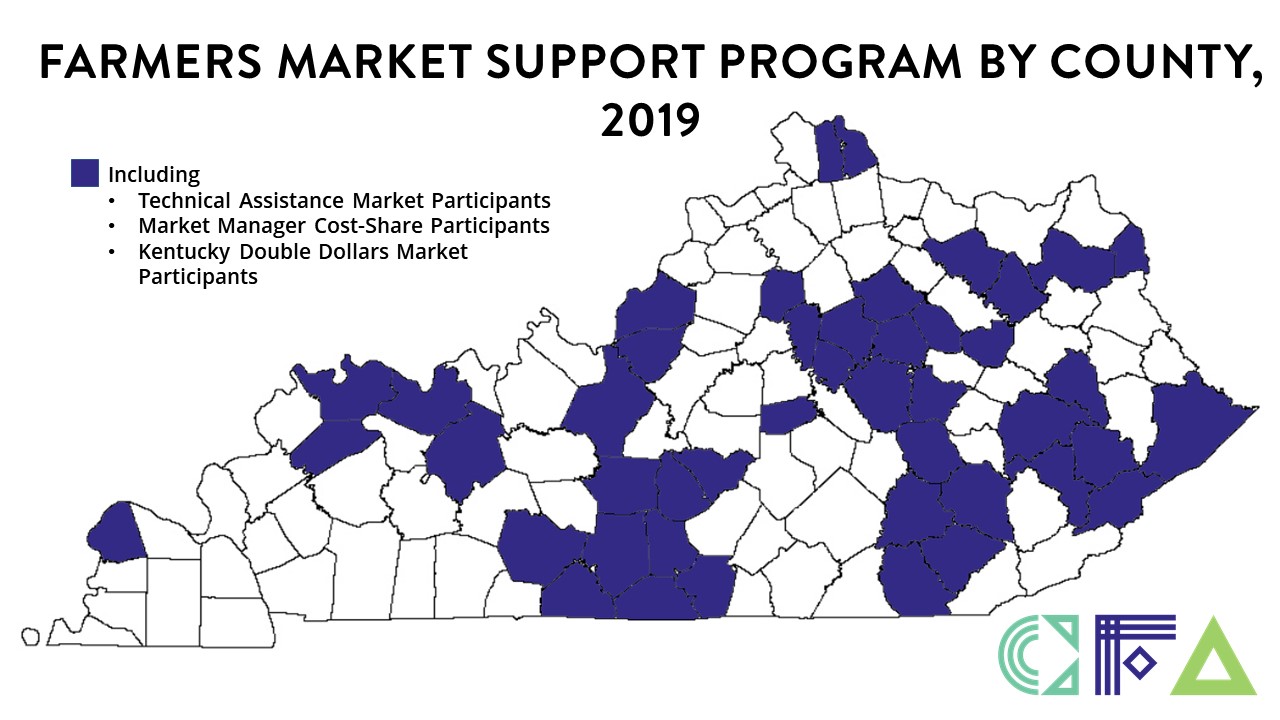 FARMERS MARKET SUPPORT PROGRAM BY COUNTY,
2019
Including
• Technical Assistance Market Participants
• Market Manager Cost-Share Participants
• Kentucky Double Dollars Market
Participants
CFA